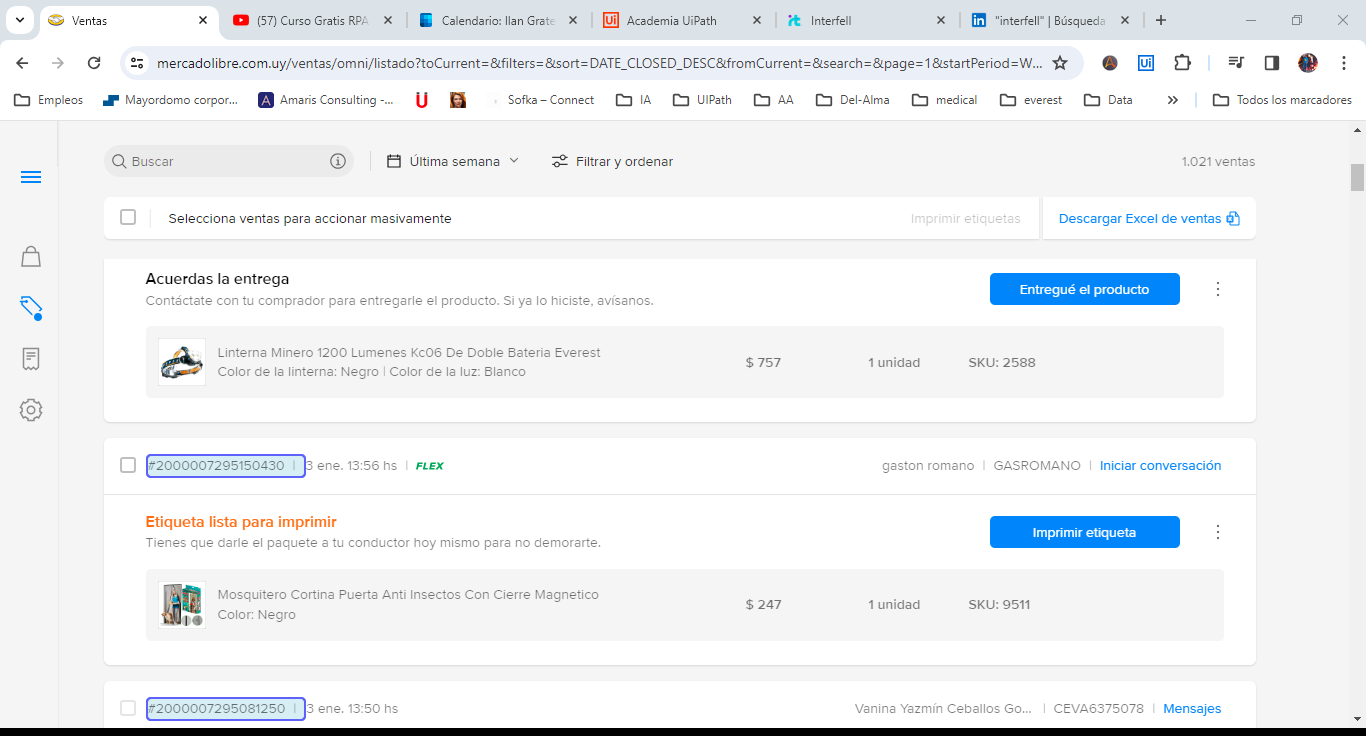 Ventas
(57) Curso Gratis RPA
Calendario: Ilan Grate
Academia UiPath
Interfell
"interfell" | Búsqueda
mercadolibre.com.uy/ventas/omni/listado?toCurrent=&filters=&sort=DATE_CLOSED_DESC&fromCurrent=&search=&page=1&startPeriod=W...
Empleos
Mayordomo corpor...
Amaris Consulting -...
Sofka – Connect
IA
UIPath
AA
Del-Alma
medical
everest
Data
»
Todos los marcadores
Buscar
Última semana
Filtrar y ordenar
1.021 ventas
Selecciona ventas para accionar masivamente
Imprimir etiquetas
Descargar Excel de ventas
Acuerdas la entrega
Contáctate con tu comprador para entregarle el producto. Si ya lo hiciste, avísanos.
Entregué el producto
Linterna Minero 1200 Lumenes Kc06 De Doble Bateria Everest
Color de la linterna: Negro | Color de la luz: Blanco
$ 757
1 unidad
SKU: 2588
#2000007295150430 | 3 ene. 13:56 hs | FLEX
gaston romano | GASROMANO | Iniciar conversación
Etiqueta lista para imprimir
Tienes que darle el paquete a tu conductor hoy mismo para no demorarte.
Imprimir etiqueta
Mosquitero Cortina Puerta Anti Insectos Con Cierre Magnetico
Color: Negro
$ 247
1 unidad
SKU: 9511
#2000007295081250 | 3 ene. 13:50 hs
Vanina Yazmín Ceballos Go... | CEVA6375078 | Mensajes